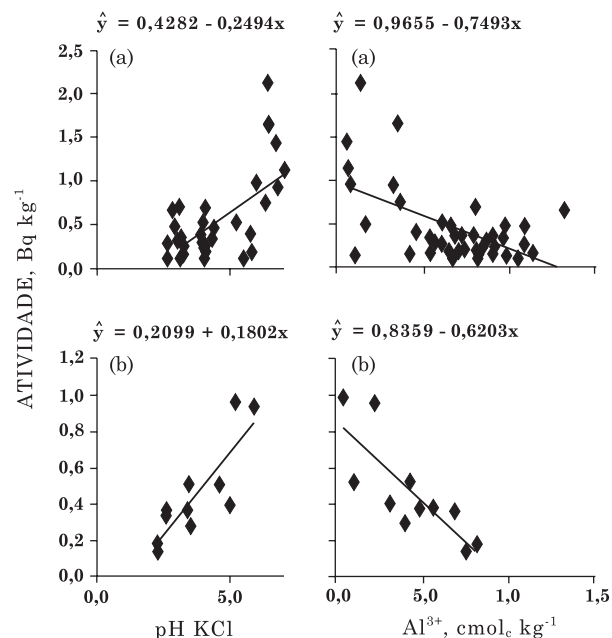 ŷ = 0,4282 - 0,2494x
ŷ = 0,9655 - 0,7493x
(a)
(a)
2,5
2,0
1,5
1,0
0,5
0,0
ŷ = 0,2099 + 0,1802x
ŷ = 0,8359 - 0,6203x
ATIVIDADE, Bq kg⁻¹
(b)
(b)
1,2
1,0
0,8
0,6
0,4
0,2
0,0
0,0 5,0
0,0 5,0 1,0 1,5
pH KCl
Al³⁺, cmolc kg⁻¹